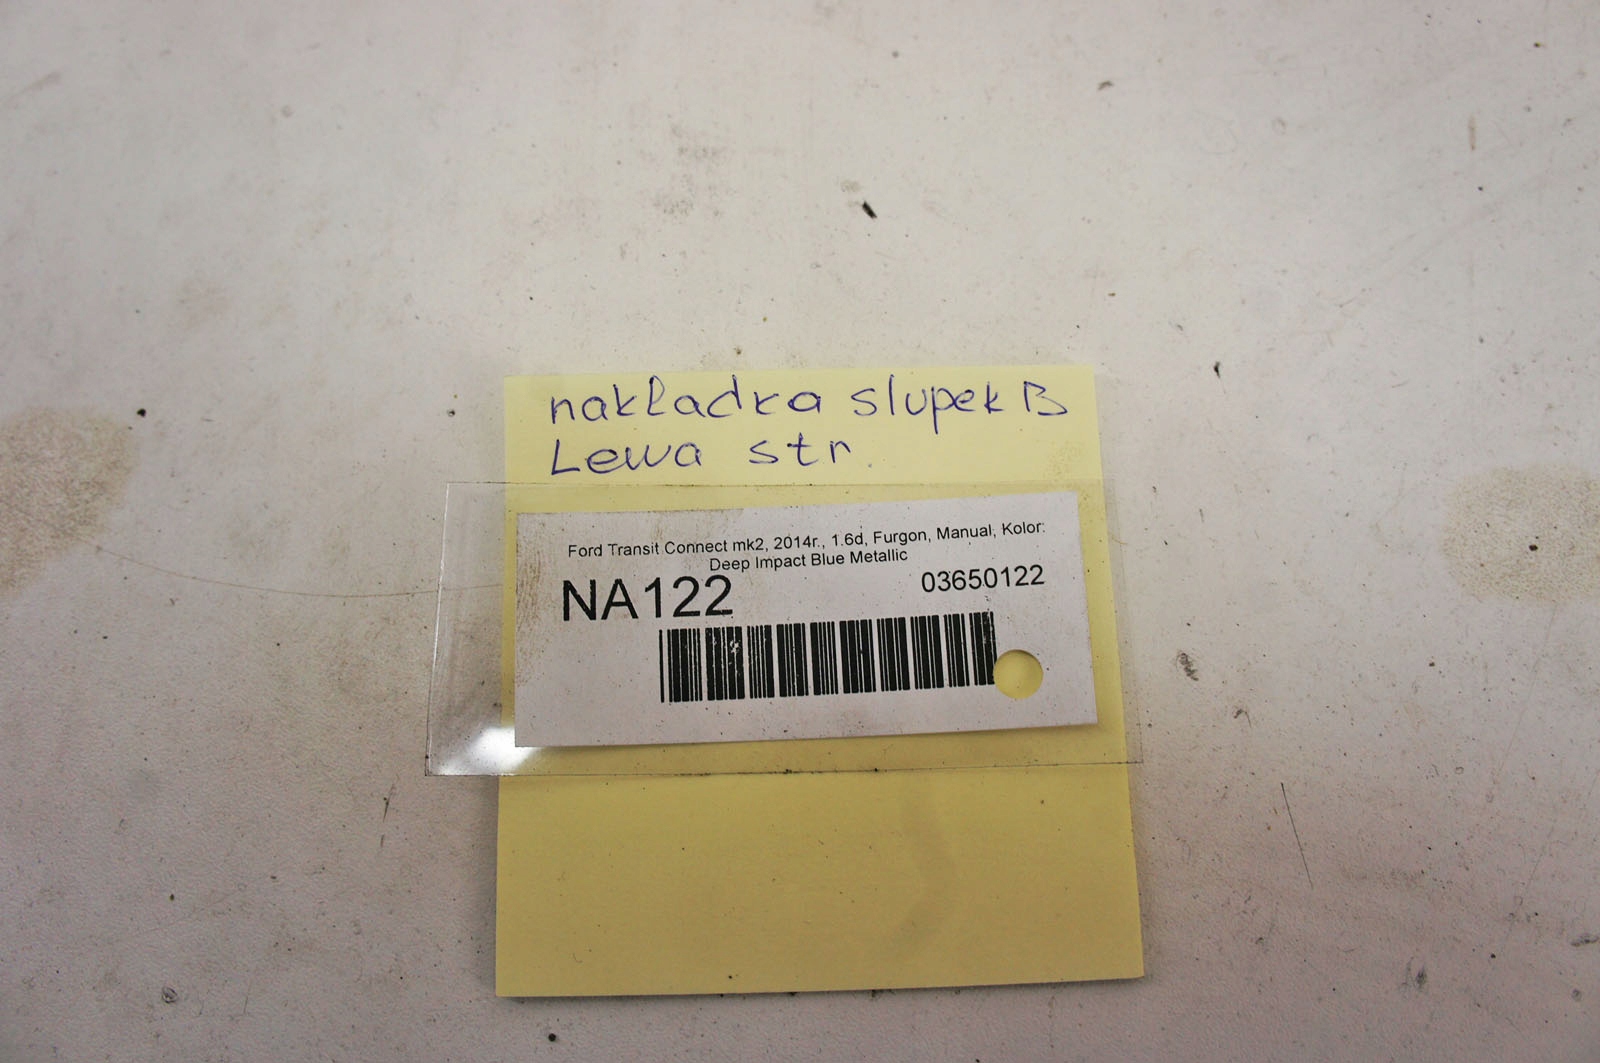 nakładka slupek B
Lewa str.
Ford Transit Connect mk2, 2014r., 1.6d, Furgon, Manual, Kolor:
Deep Impact Blue Metallic
NA122 03650122